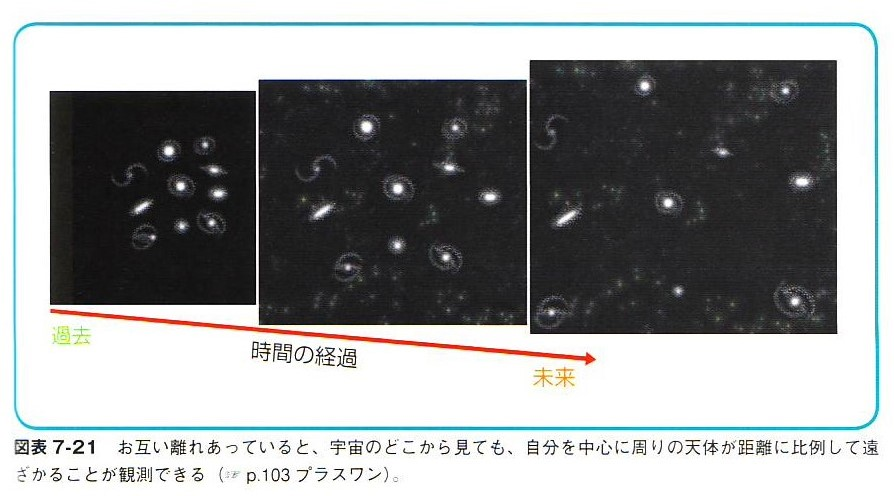 過去
時間の経過
未来
図表 7-21 お互い離れあっていると、宇宙のどこから見ても、自分を中心に周りの天体が距離に比例して遠
ざかることが観測できる（☞ p.103 プラスワン）。